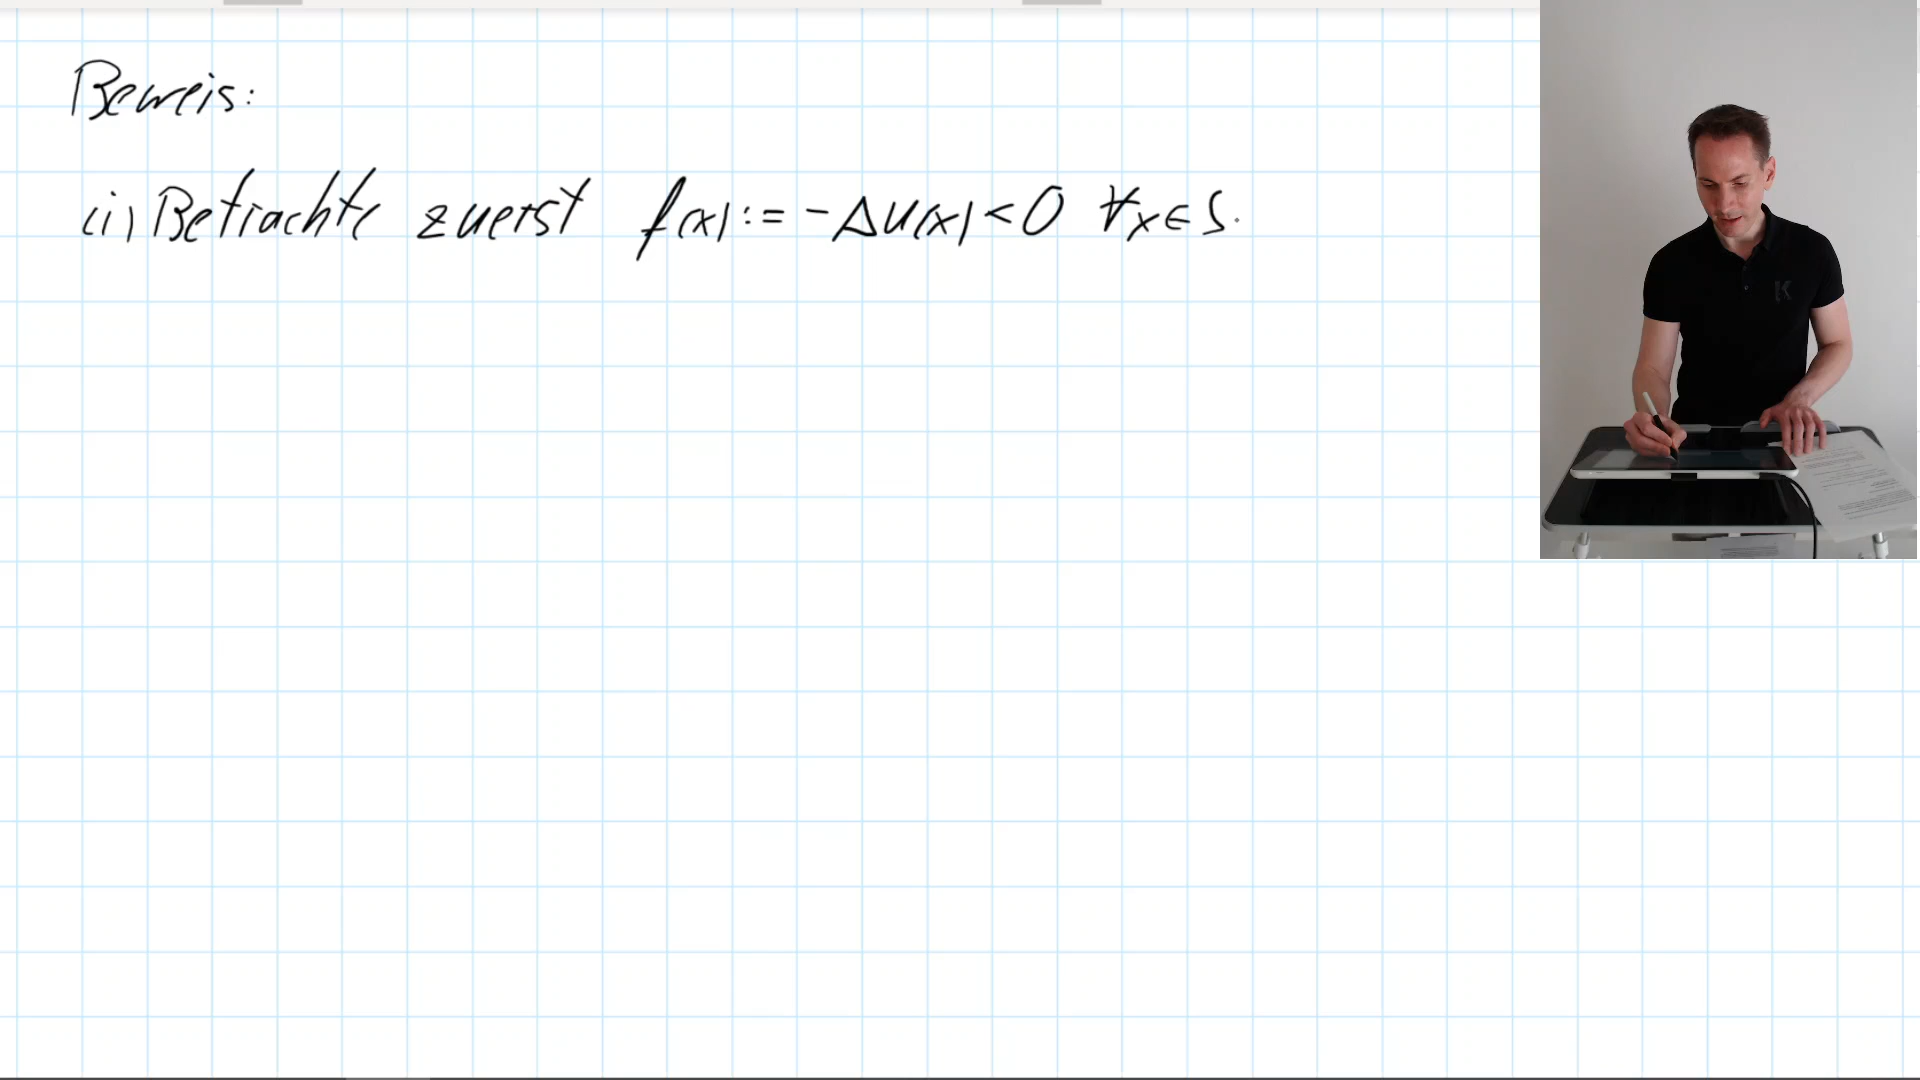 Beweis:
(i) Betrachte zuerst f(x) := -Δu(x) < 0 ∀x ∈ S.
K